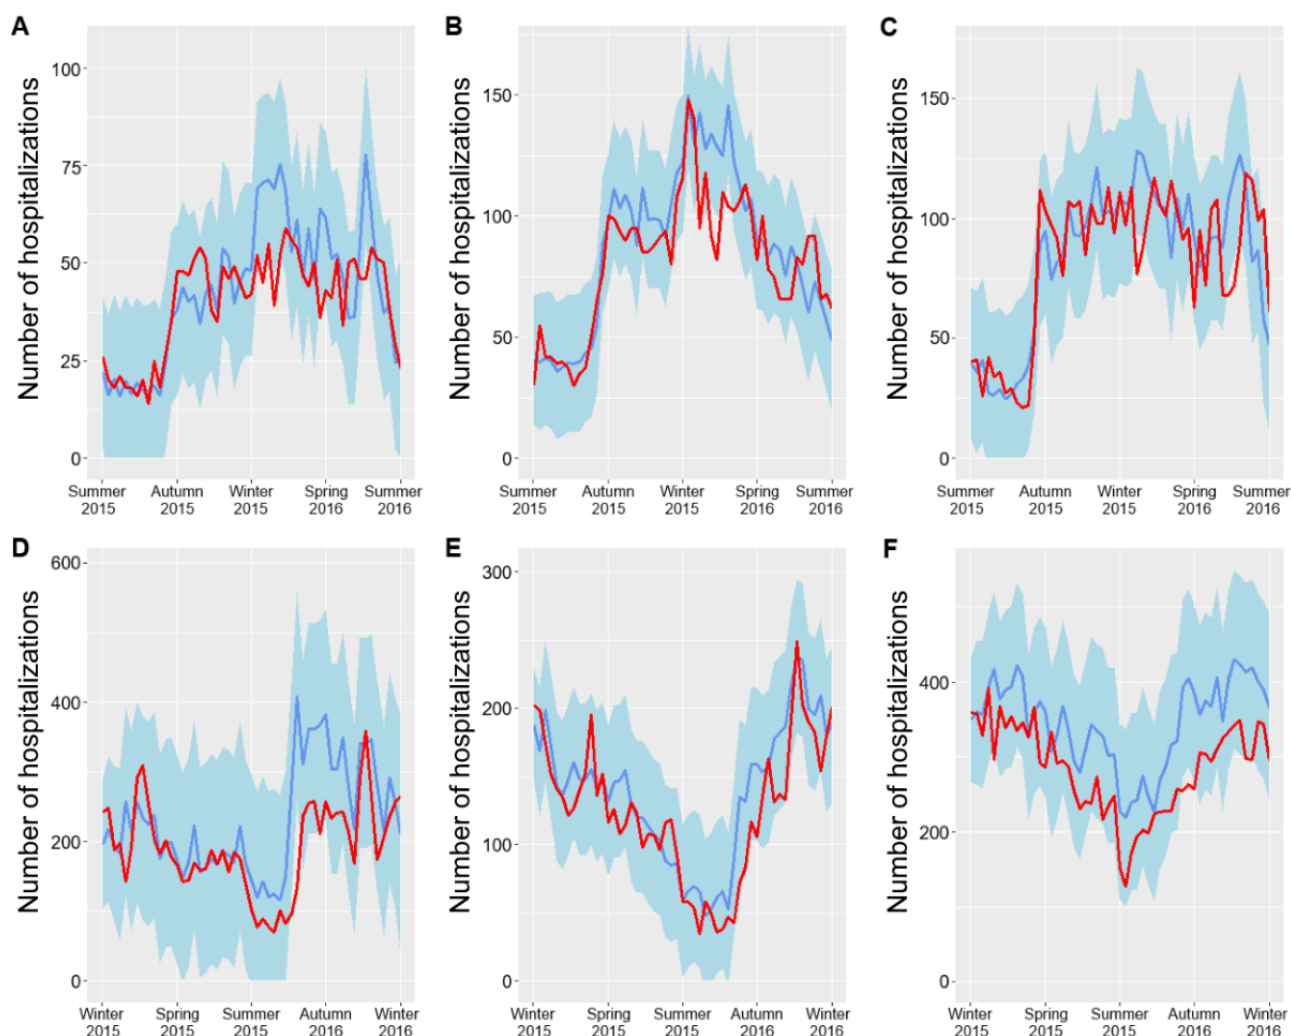 A
Number of hospitalizations
100
75
50
25
0
Summer 2015
Autumn 2015
Winter 2015
Spring 2016
Summer 2016
B
Number of hospitalizations
150
100
50
0
Summer 2015
Autumn 2015
Winter 2015
Spring 2016
Summer 2016
C
Number of hospitalizations
150
100
50
0
Summer 2015
Autumn 2015
Winter 2015
Spring 2016
Summer 2016
D
Number of hospitalizations
600
400
200
0
Winter 2015
Spring 2015
Summer 2015
Autumn 2016
Winter 2016
E
Number of hospitalizations
300
200
100
0
Winter 2015
Spring 2015
Summer 2015
Autumn 2016
Winter 2016
F
Number of hospitalizations
400
200
0
Winter 2015
Spring 2015
Summer 2015
Autumn 2016
Winter 2016